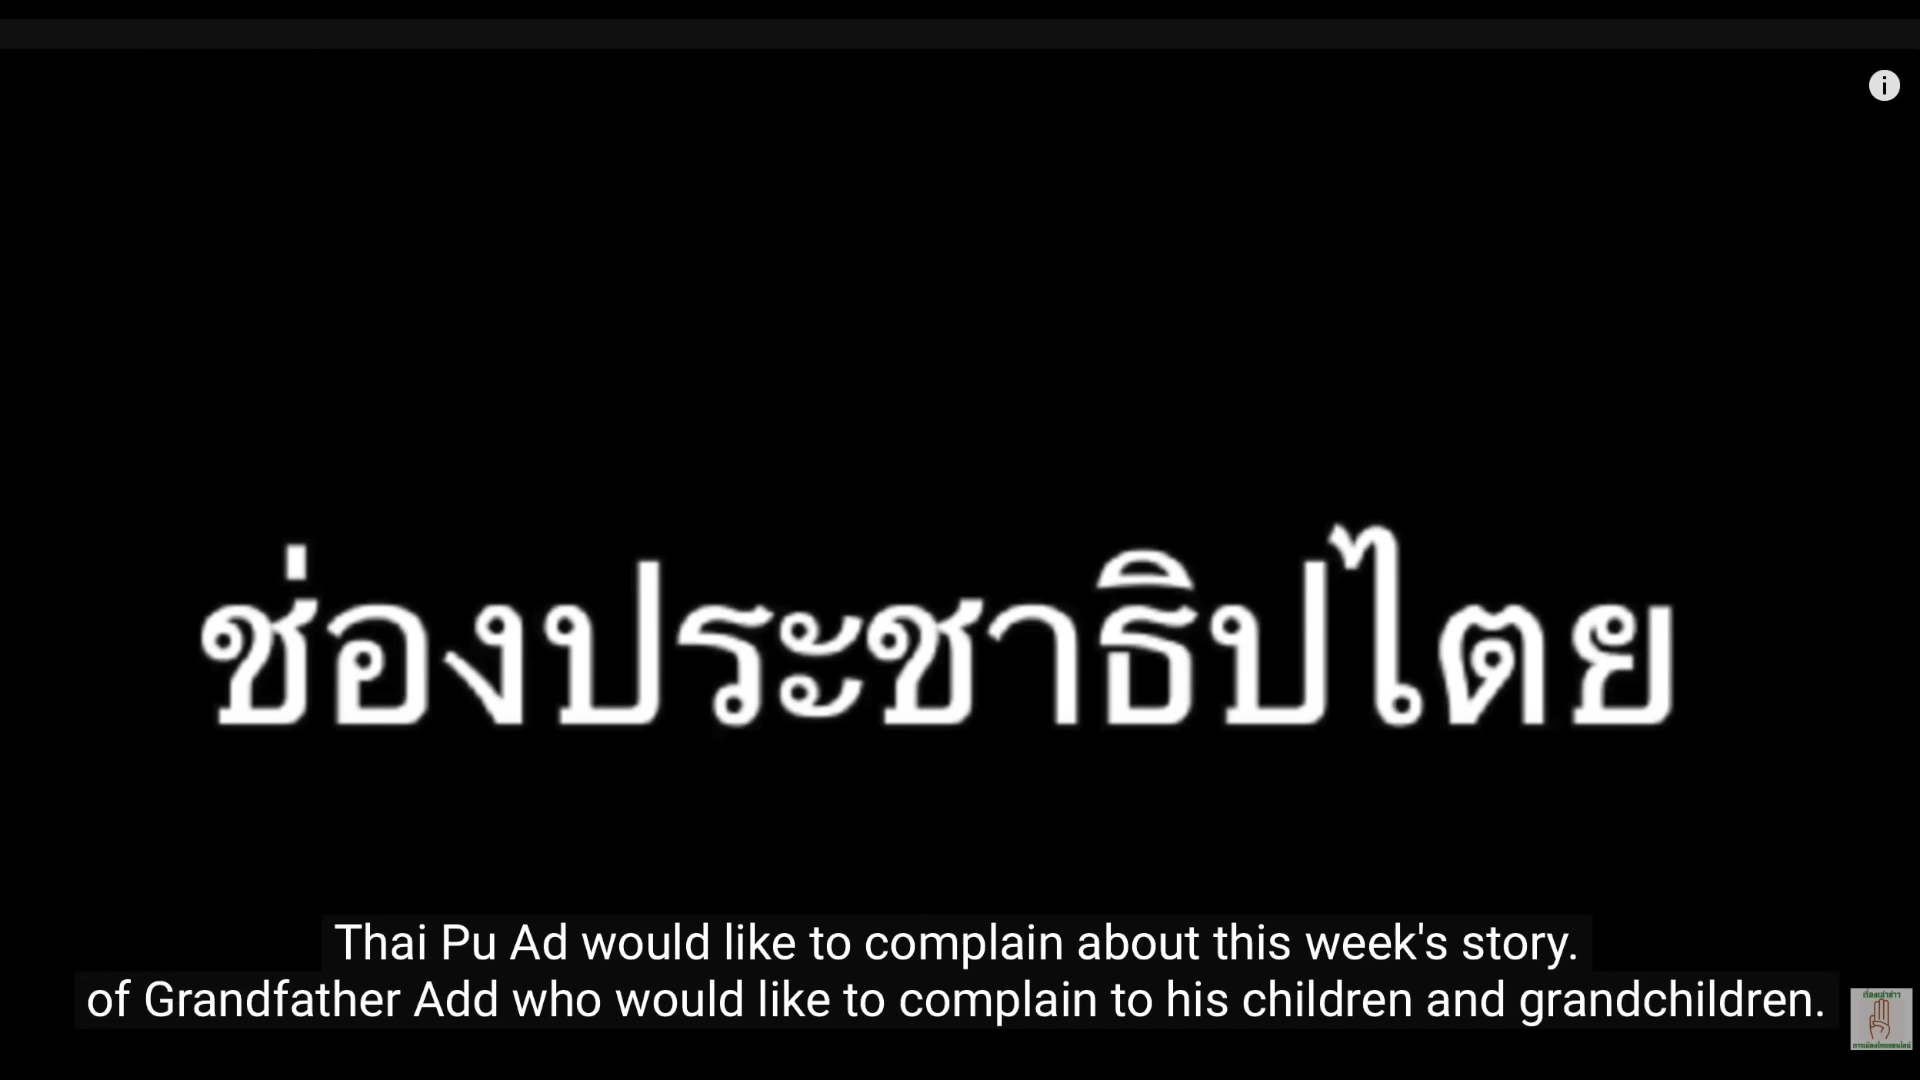 ช่องประชาธิปไตย
Thai Pu Ad would like to complain about this week's story.
of Grandfather Add who would like to complain to his children and grandchildren.